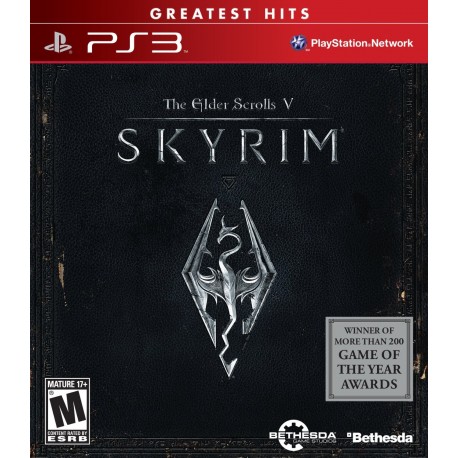 GREATEST HITS
PS3
PlayStation®Network
The Elder Scrolls V
SKYRIM
WINNER OF
MORE THAN 200
GAME OF
THE YEAR
AWARDS
MATURE 17+
M
CONTENT RATED BY
ESRB
BETHESDA
GAME STUDIOS
Bethesda